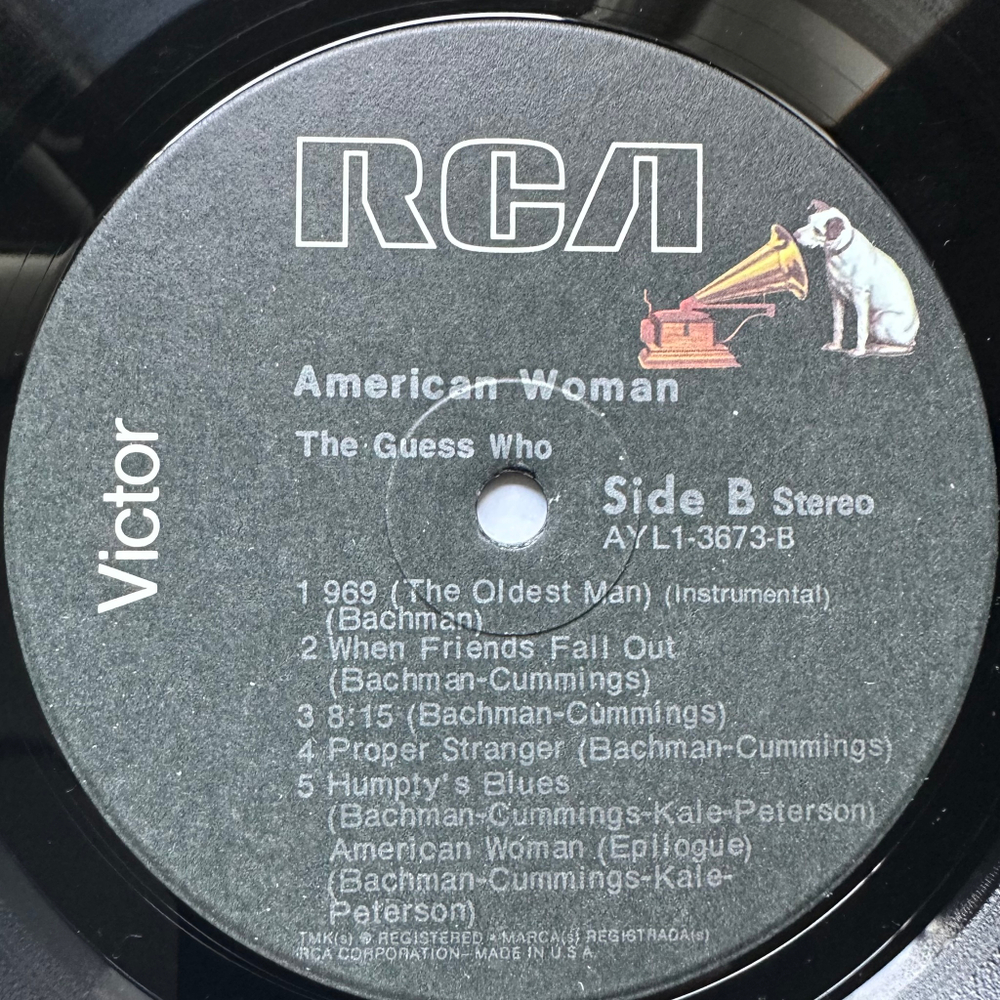 RCA
American Woman
The Guess Who
Victor
Side B Stereo
AYL1-3673-B
1 969 (The Oldest Man) (Instrumental)
(Bachman)
2 When Friends Fall Out
(Bachman-Cummings)
3 8:15 (Bachman-Cummings)
4 Proper Stranger (Bachman-Cummings)
5 Humpty's Blues
(Bachman-Cummings-Kale-Peterson)
American Woman (Epilogue)
(Bachman-Cummings-Kale-
Peterson)
TMK(s) ® REGISTERED • MARCA(s) REGISTRADA(s)
RCA CORPORATION—MADE IN U.S.A.